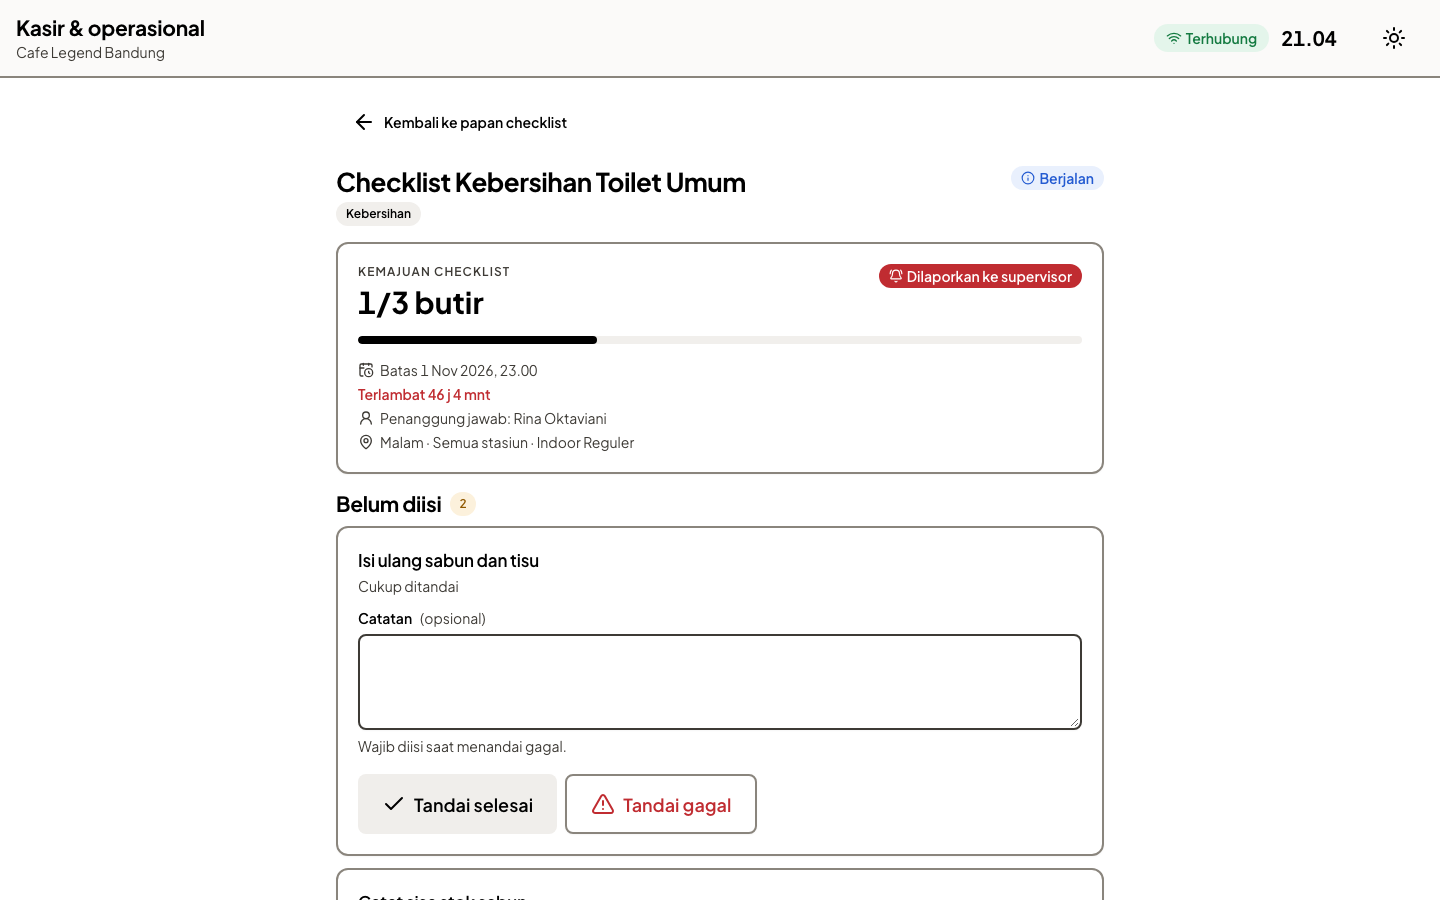 Kasir & operasional
Cafe Legend Bandung
Terhubung
21.04
Kembali ke papan checklist
Checklist Kebersihan Toilet Umum
Berjalan
Kebersihan
KEMAJUAN CHECKLIST
Dilaporkan ke supervisor
1/3 butir
Batas 1 Nov 2026, 23.00
Terlambat 46 j 4 mnt
Penanggung jawab: Rina Oktaviani
Malam · Semua stasiun · Indoor Reguler
Belum diisi 2
Isi ulang sabun dan tisu
Cukup ditandai
Catatan (opsional)
Wajib diisi saat menandai gagal.
Tandai selesai
Tandai gagal